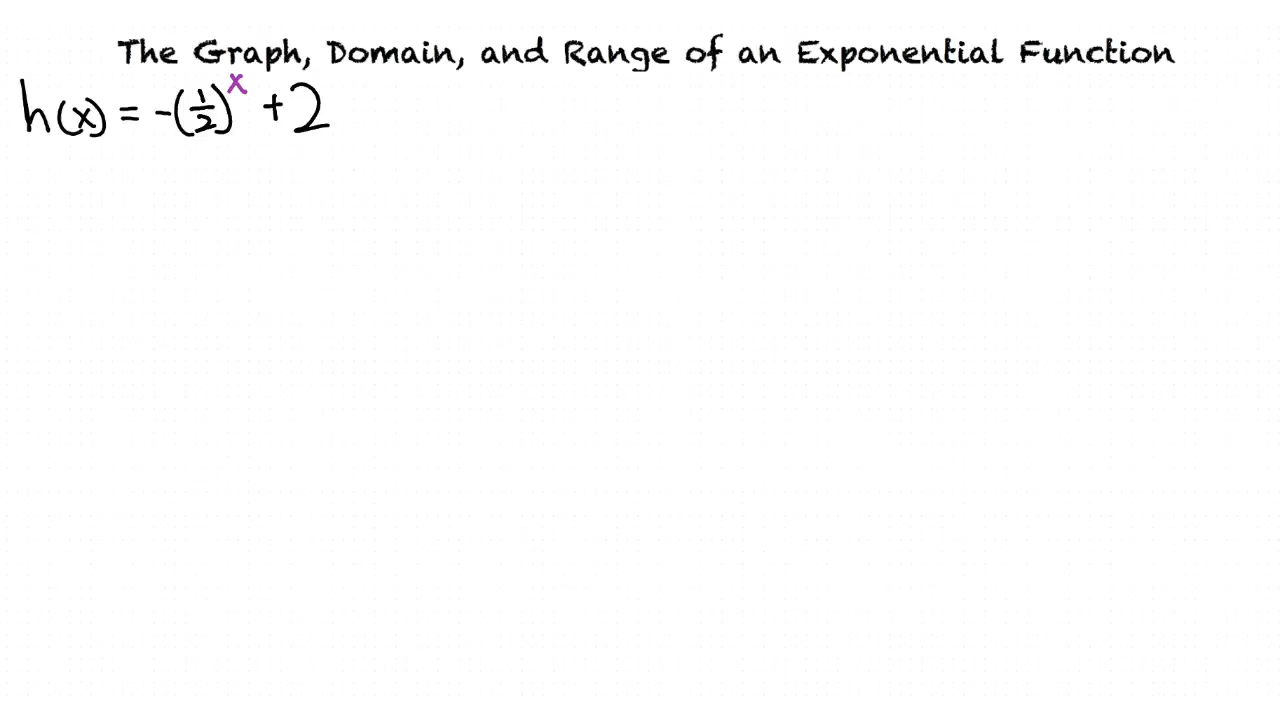 The Graph, Domain, and Range of an Exponential Function
h(x) = -(1/2)^x + 2